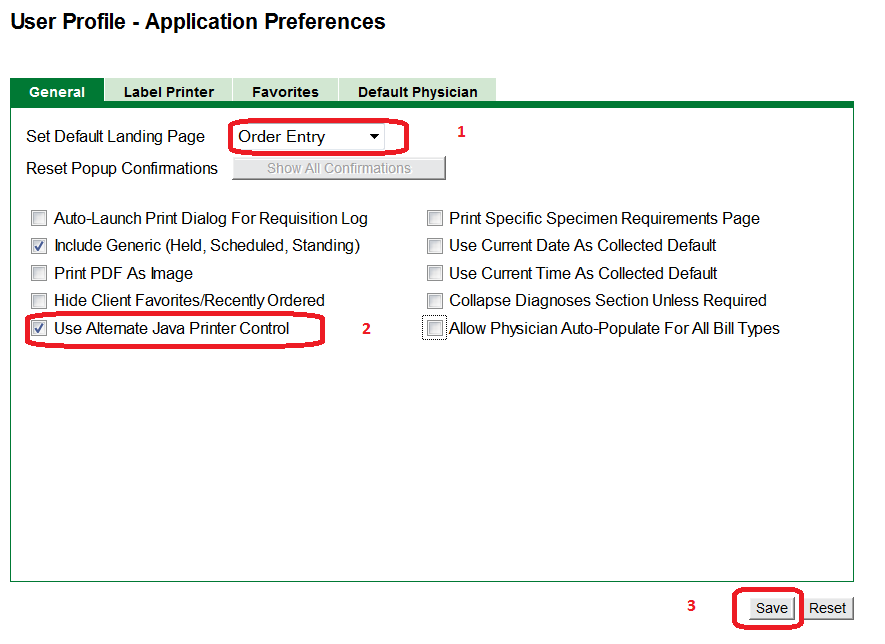 User Profile - Application Preferences
General Label Printer Favorites Default Physician
Set Default Landing Page Order Entry 1
Reset Popup Confirmations Show All Confirmations
Auto-Launch Print Dialog For Requisition Log Print Specific Specimen Requirements Page
Include Generic (Held, Scheduled, Standing) Use Current Date As Collected Default
Print PDF As Image Use Current Time As Collected Default
Hide Client Favorites/Recently Ordered Collapse Diagnoses Section Unless Required
Use Alternate Java Printer Control 2 Allow Physician Auto-Populate For All Bill Types
3 Save Reset